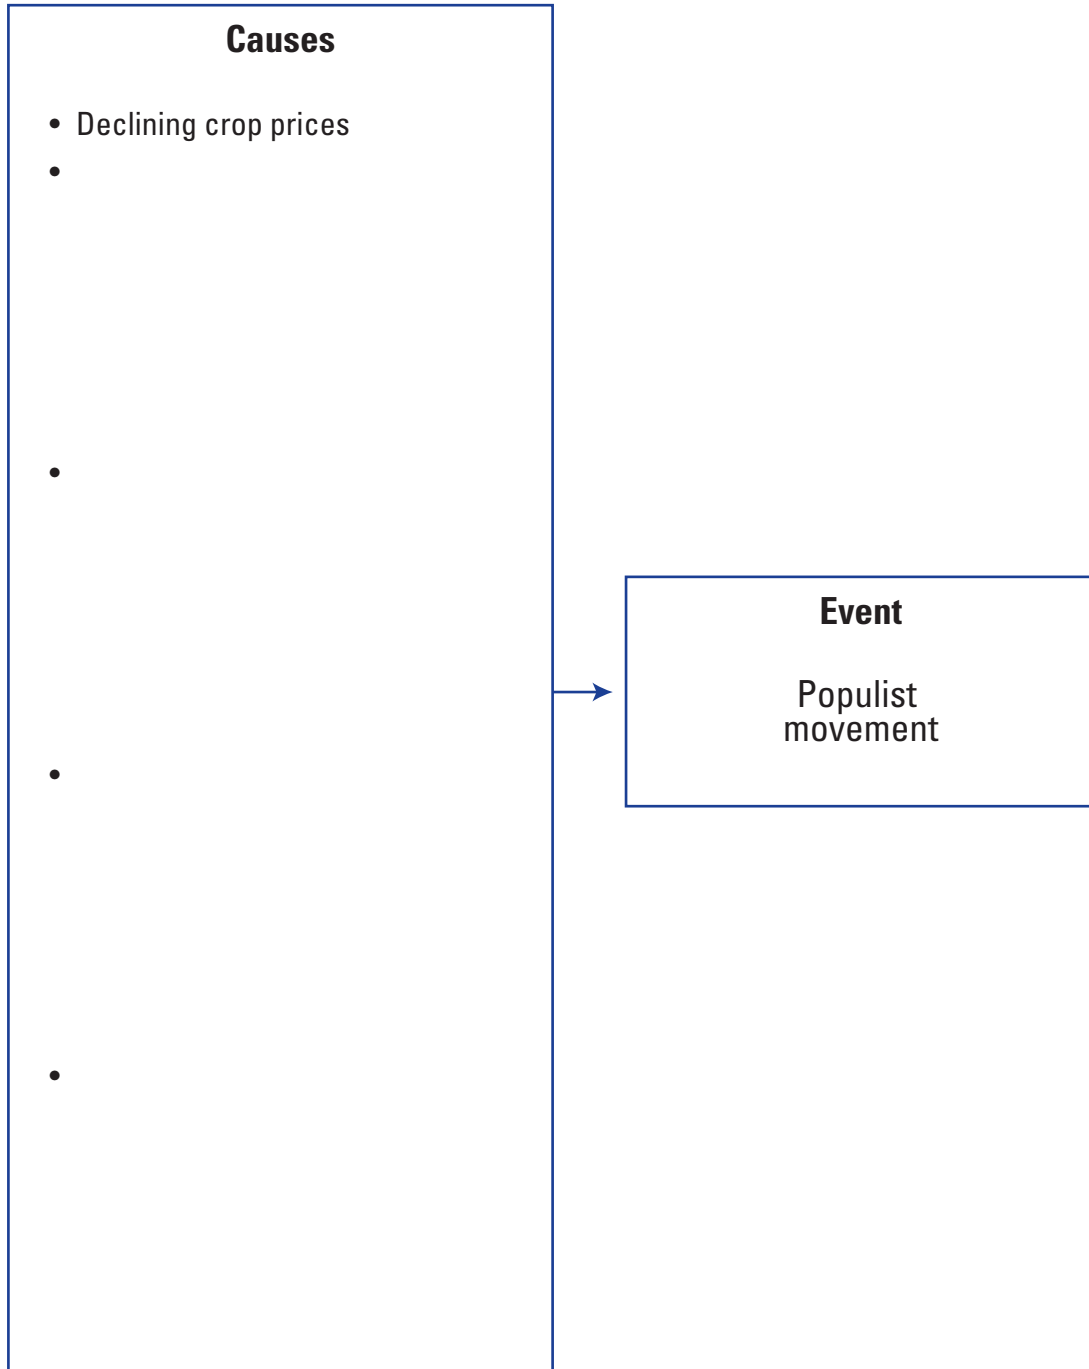 Causes
• Declining crop prices
•
•
•
•
Event
Populist
movement